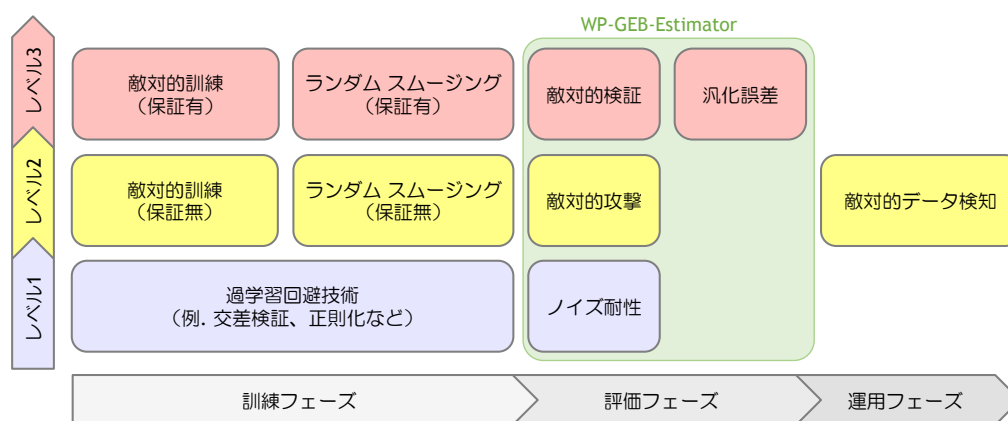 WP-GEB-Estimator
レベル3
敵対的訓練
（保証有）
ランダム スムージング
（保証有）
敵対的検証
汎化誤差
レベル2
敵対的訓練
（保証無）
ランダム スムージング
（保証無）
敵対的攻撃
敵対的データ検知
レベル1
過学習回避技術
（例. 交差検証、正則化など）
ノイズ耐性
訓練フェーズ
評価フェーズ
運用フェーズ